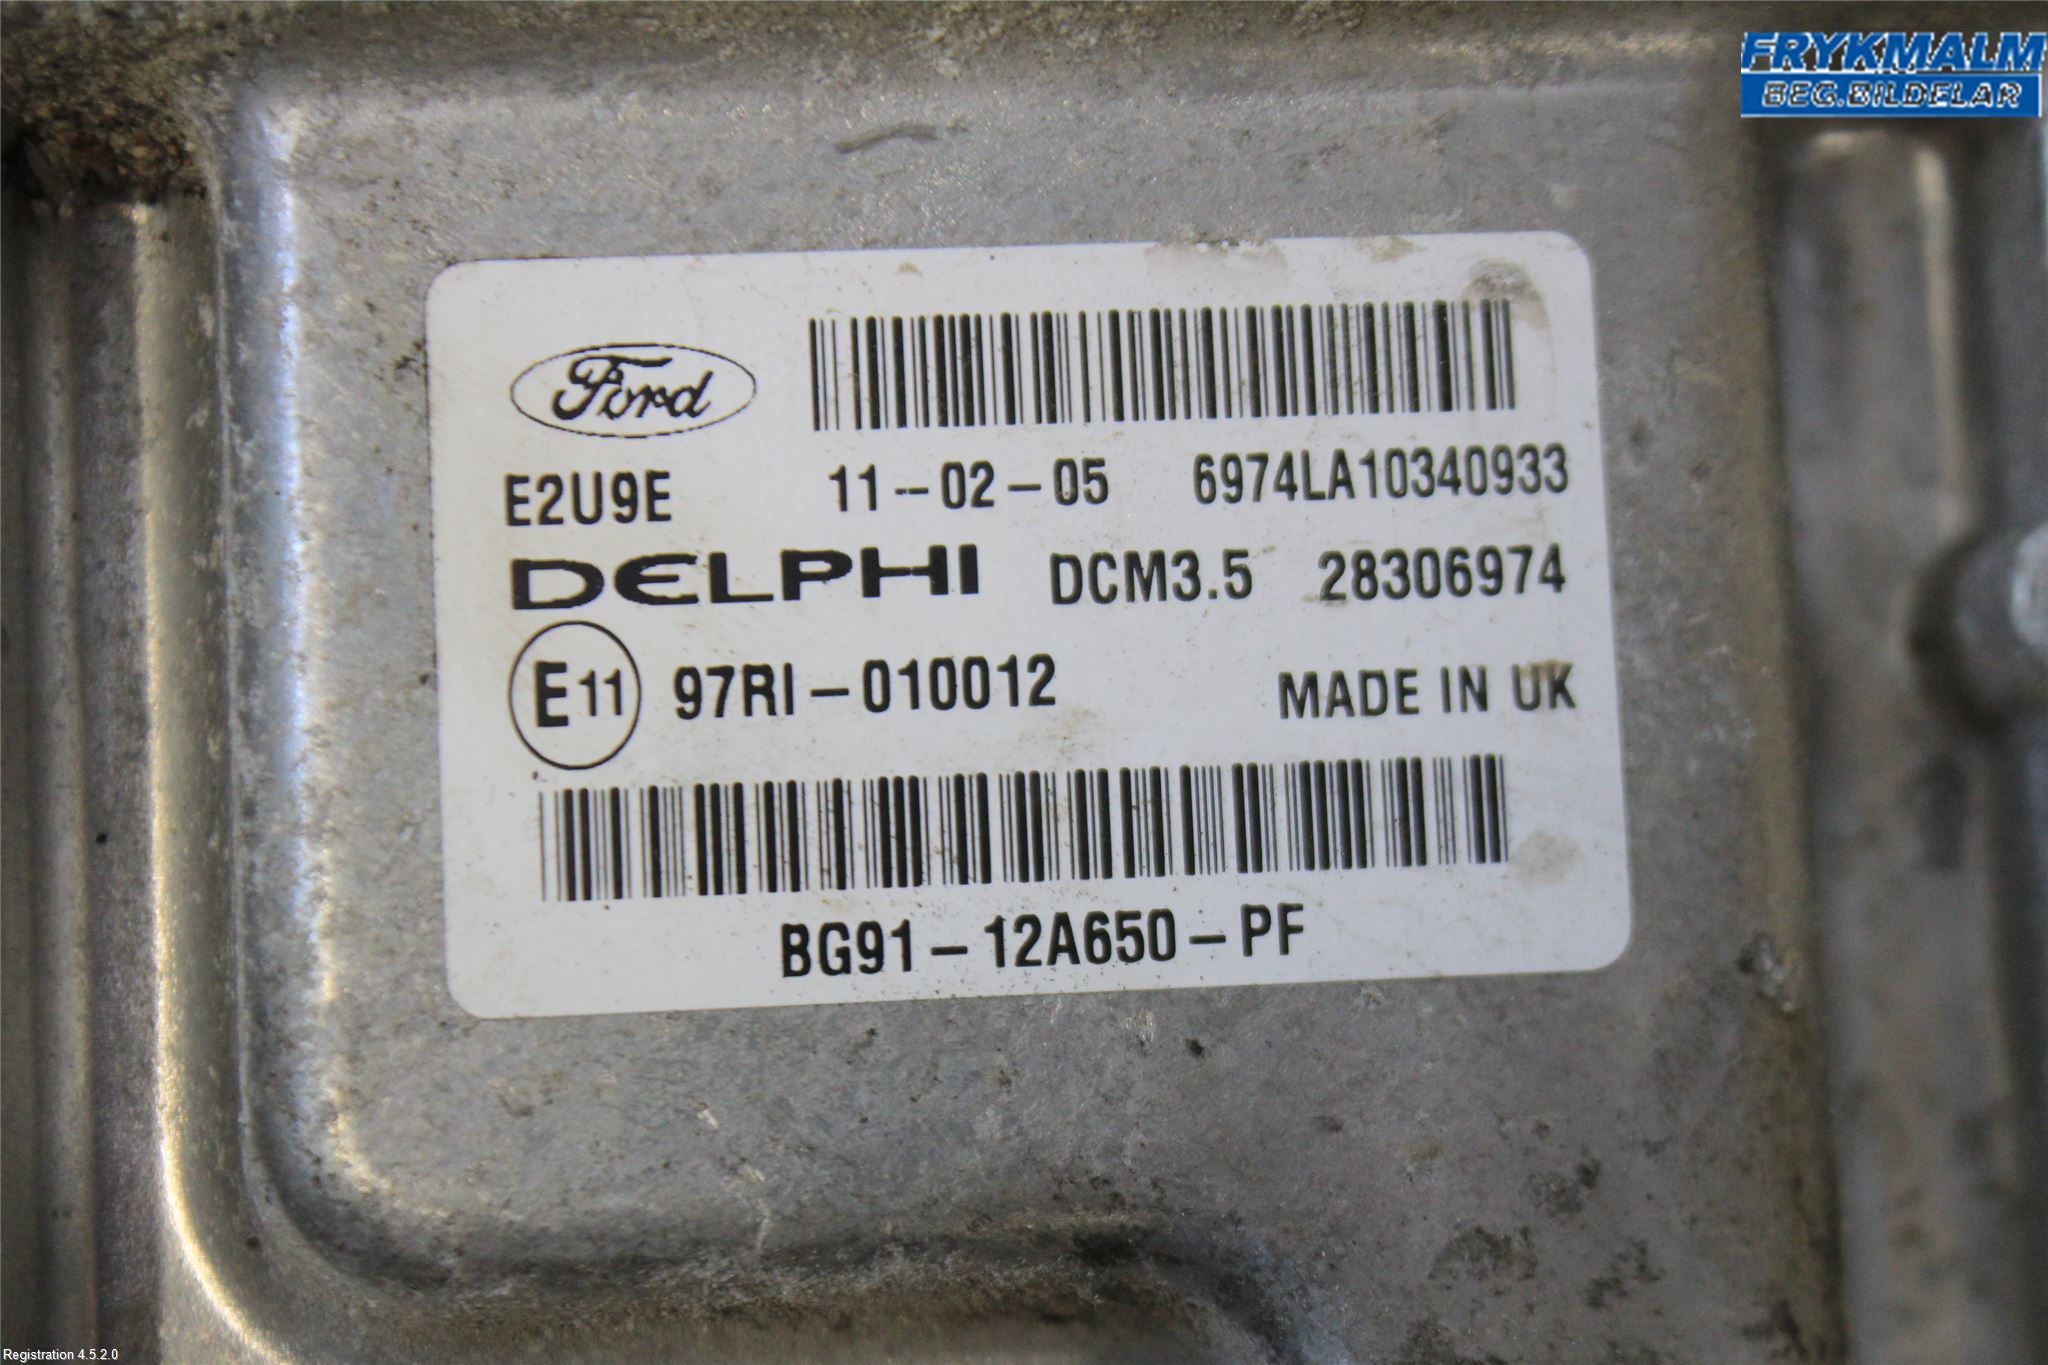 FRYKMALM
BEG.BILDELAR
Ford
E2U9E 11-02-05 6974LA10340933
DELPHI DCM3.5 28306974
E11 97RI-010012 MADE IN UK
BG91-12A650-PF
Registration 4.5.2.0